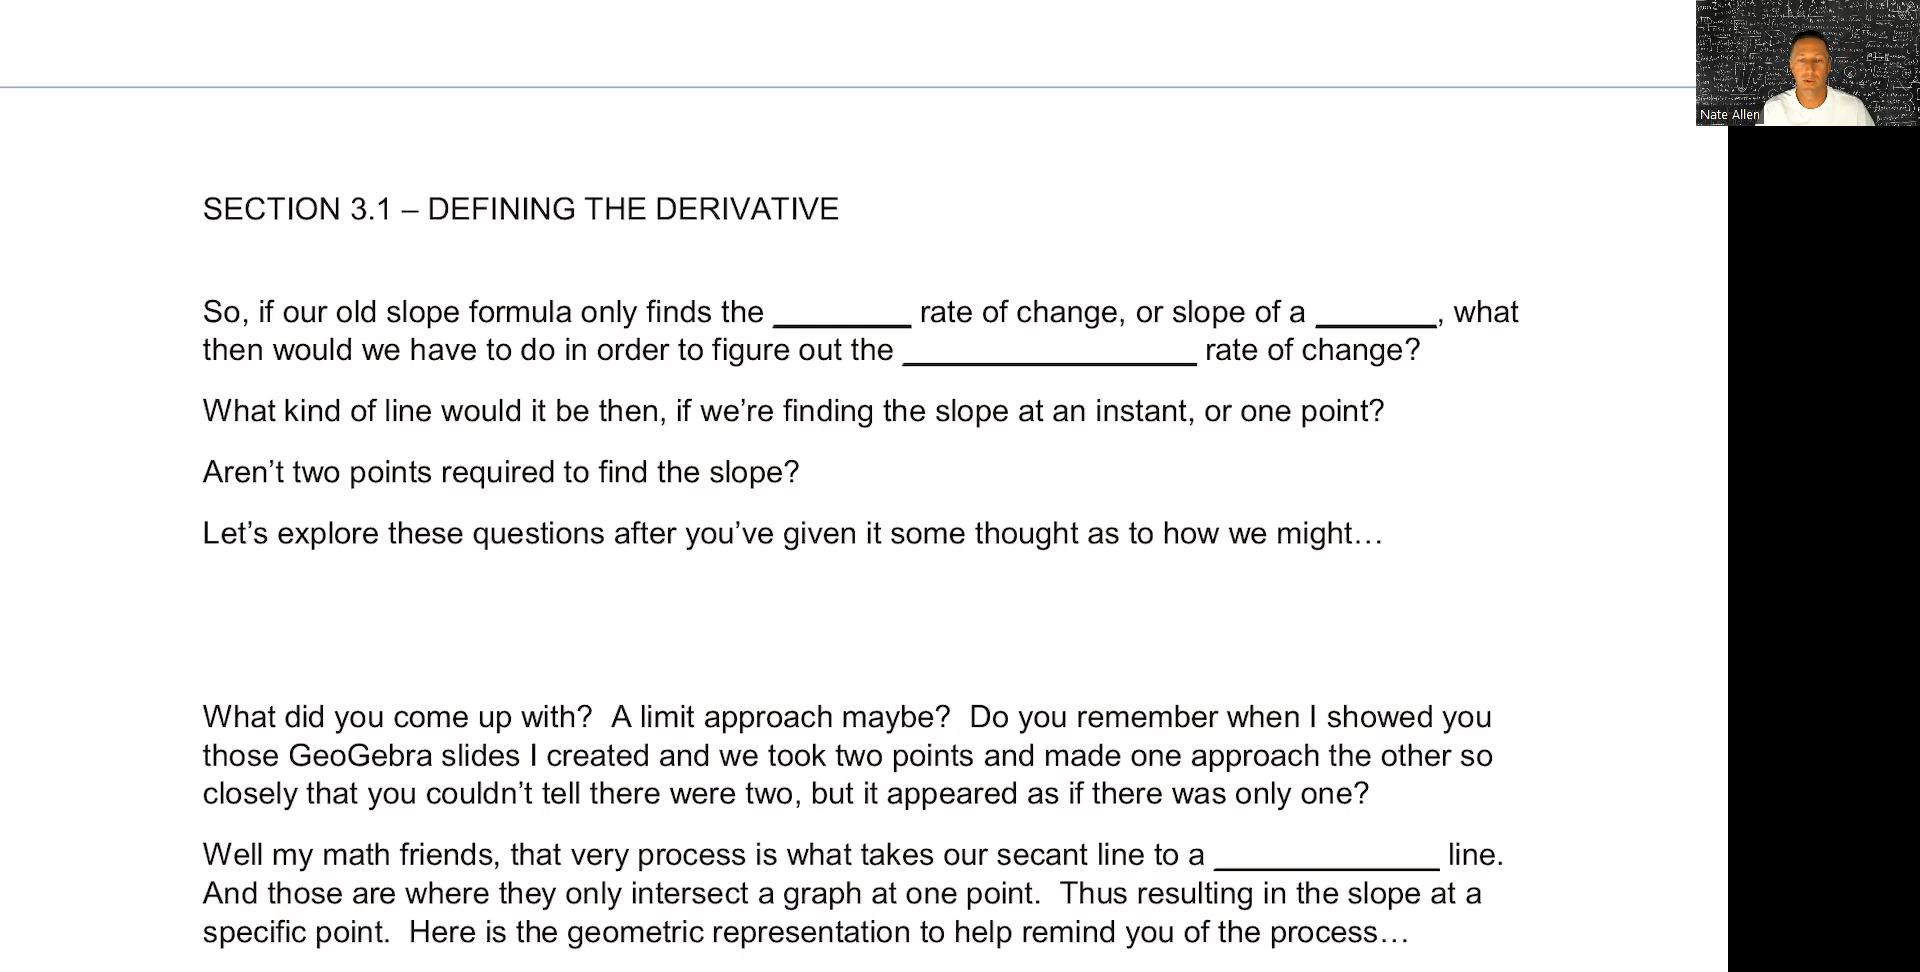 Nate Allen
SECTION 3.1 – DEFINING THE DERIVATIVE
So, if our old slope formula only finds the ________ rate of change, or slope of a _______, what
then would we have to do in order to figure out the _________________ rate of change?
What kind of line would it be then, if we’re finding the slope at an instant, or one point?
Aren’t two points required to find the slope?
Let’s explore these questions after you’ve given it some thought as to how we might…
What did you come up with?  A limit approach maybe?  Do you remember when I showed you
those GeoGebra slides I created and we took two points and made one approach the other so
closely that you couldn’t tell there were two, but it appeared as if there was only one?
Well my math friends, that very process is what takes our secant line to a _____________ line.
And those are where they only intersect a graph at one point.  Thus resulting in the slope at a
specific point.  Here is the geometric representation to help remind you of the process…